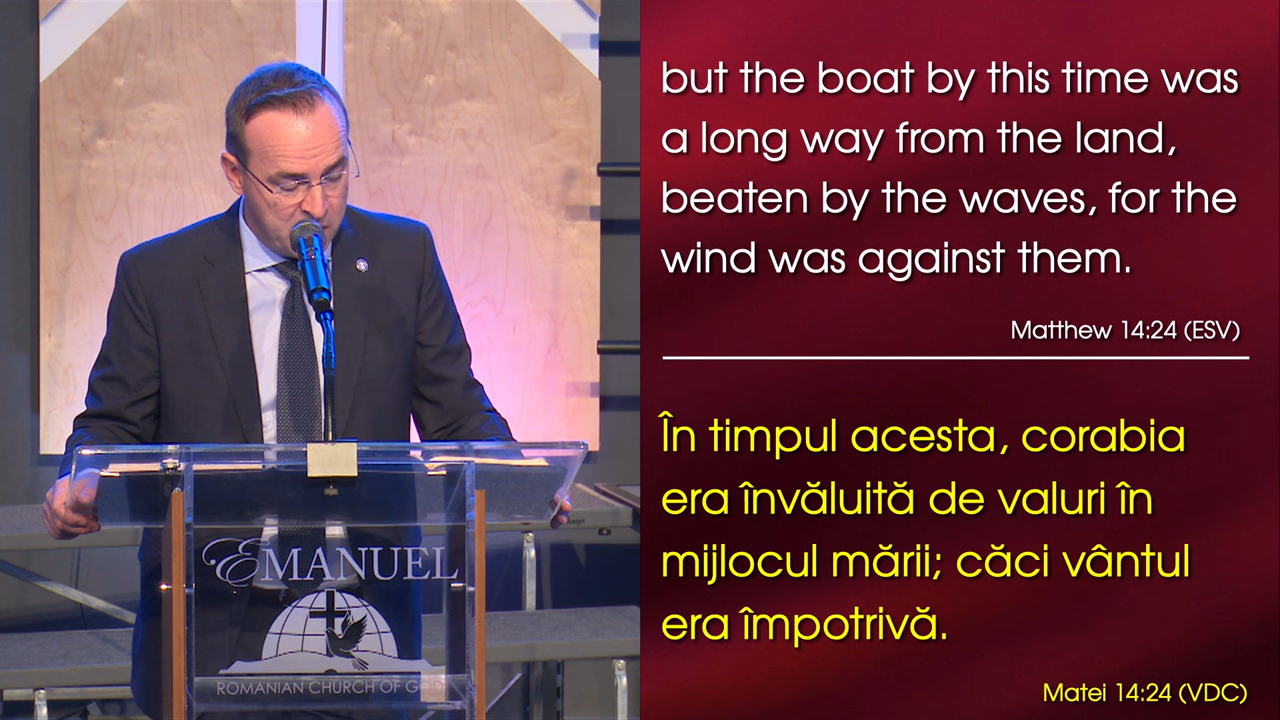 but the boat by this time was
a long way from the land,
beaten by the waves, for the
wind was against them.
Matthew 14:24 (ESV)
În timpul acesta, corabia
era învăluită de valuri în
mijlocul mării; căci vântul
era împotrivă.
Matei 14:24 (VDC)
EMANUEL
ROMANIAN CHURCH OF GOD